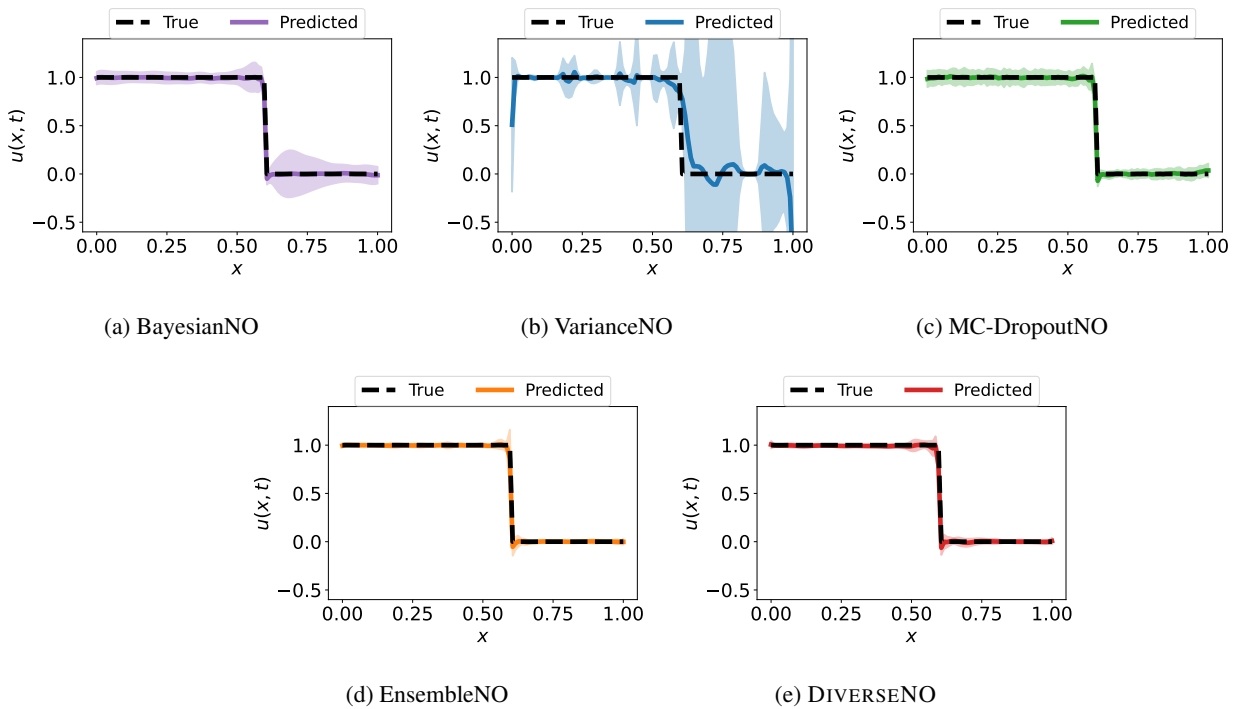 True Predicted
True Predicted
True Predicted
1.0
0.5
0.0
−0.5
u(x, t)
0.00 0.25 0.50 0.75 1.00
x
1.0
0.5
0.0
−0.5
u(x, t)
0.00 0.25 0.50 0.75 1.00
x
1.0
0.5
0.0
−0.5
u(x, t)
0.00 0.25 0.50 0.75 1.00
x
(a) BayesianNO
(b) VarianceNO
(c) MC-DropoutNO
True Predicted
True Predicted
1.0
0.5
0.0
−0.5
u(x, t)
0.00 0.25 0.50 0.75 1.00
x
1.0
0.5
0.0
−0.5
u(x, t)
0.00 0.25 0.50 0.75 1.00
x
(d) EnsembleNO
(e) DIVERSENO